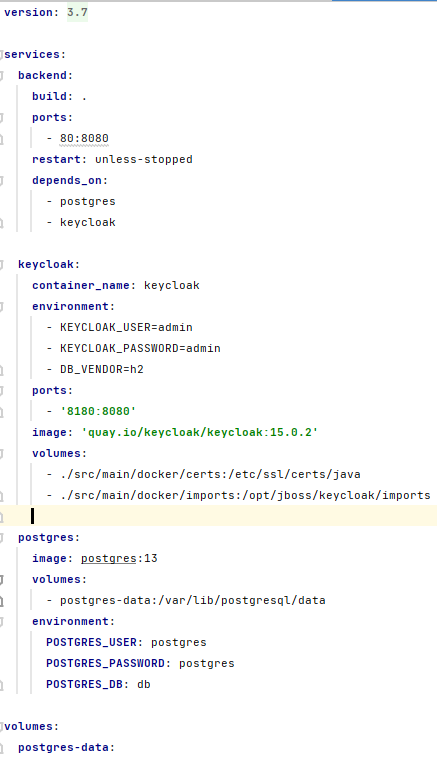 version: 3.7
services:
backend:
build: .
ports:
- 80:8080
restart: unless-stopped
depends_on:
- postgres
- keycloak
keycloak:
container_name: keycloak
environment:
- KEYCLOAK_USER=admin
- KEYCLOAK_PASSWORD=admin
- DB_VENDOR=h2
ports:
- '8180:8080'
image: 'quay.io/keycloak/keycloak:15.0.2'
volumes:
- ./src/main/docker/certs:/etc/ssl/certs/java
- ./src/main/docker/imports:/opt/jboss/keycloak/imports
postgres:
image: postgres:13
volumes:
- postgres-data:/var/lib/postgresql/data
environment:
POSTGRES_USER: postgres
POSTGRES_PASSWORD: postgres
POSTGRES_DB: db
volumes:
postgres-data: